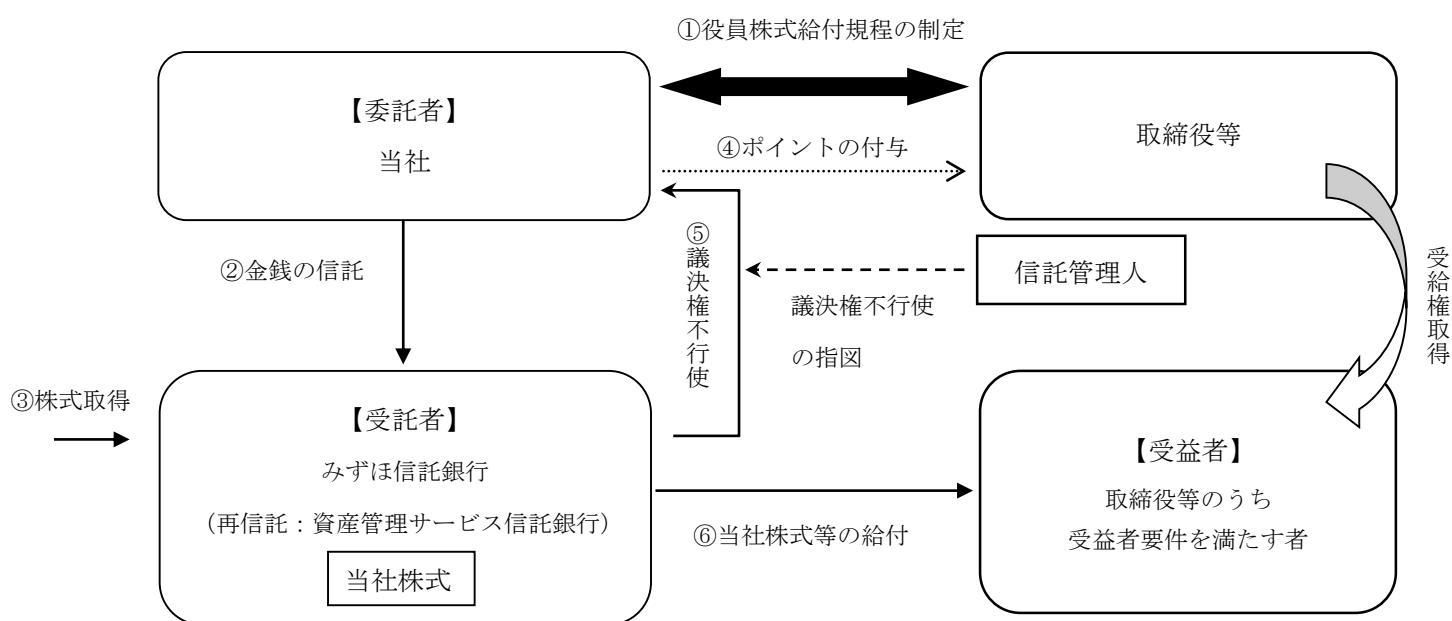 ①役員株式給付規程の制定
【委託者】
当社
取締役等
④ポイントの付与
②金銭の信託
⑤議決権不行使
信託管理人
議決権不行使
の指図
受給権取得
③株式取得
【受託者】
みずほ信託銀行
（再信託：資産管理サービス信託銀行）
当社株式
⑥当社株式等の給付
【受益者】
取締役等のうち
受益者要件を満たす者